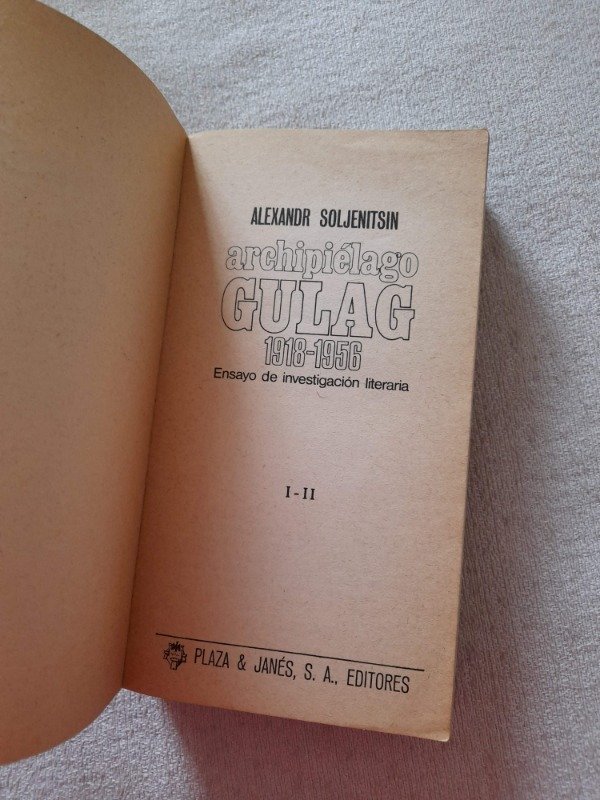 ALEXANDR SOLJENITSIN
archipiélago
GULAG
1918-1956
Ensayo de investigación literaria
I-II
PLAZA & JANÉS, S. A., EDITORES